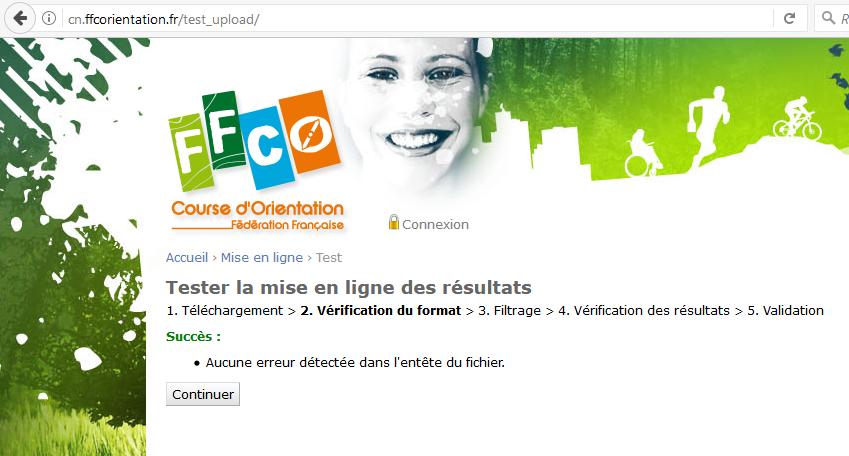 cn.ffcorientation.fr/test_upload/
R
FFCO
Course d'Orientation
Fédération Française
Connexion
Accueil › Mise en ligne › Test
Tester la mise en ligne des résultats
1. Téléchargement > 2. Vérification du format > 3. Filtrage > 4. Vérification des résultats > 5. Validation
Succès :
• Aucune erreur détectée dans l'entête du fichier.
Continuer